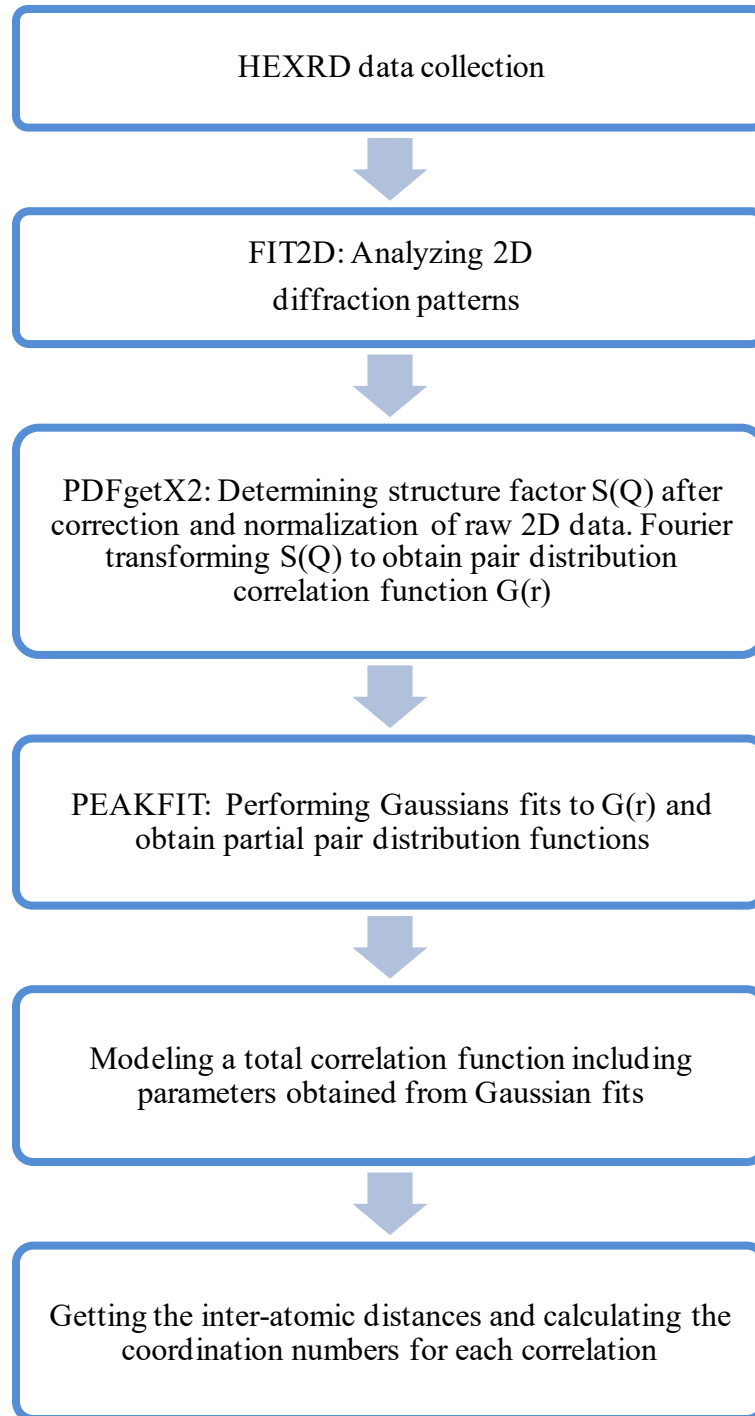 HEXRD data collection
FIT2D: Analyzing 2D
diffraction patterns
PDFgetX2: Determining structure factor S(Q) after
correction and normalization of raw 2D data. Fourier
transforming S(Q) to obtain pair distribution
correlation function G(r)
PEAKFIT: Performing Gaussians fits to G(r) and
obtain partial pair distribution functions
Modeling a total correlation function including
parameters obtained from Gaussian fits
Getting the inter-atomic distances and calculating the
coordination numbers for each correlation